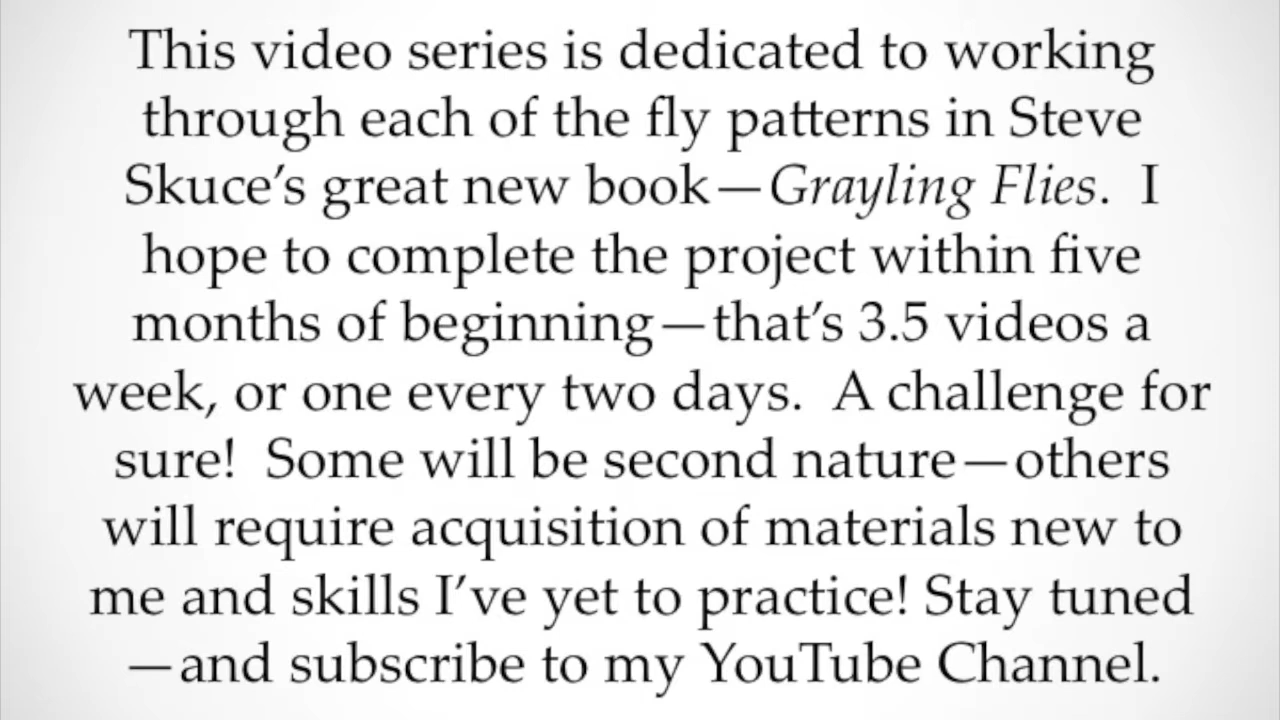 This video series is dedicated to working
through each of the fly patterns in Steve
Skuce’s great new book—Grayling Flies.  I
hope to complete the project within five
months of beginning—that’s 3.5 videos a
week, or one every two days.  A challenge for
sure!  Some will be second nature—others
will require acquisition of materials new to
me and skills I’ve yet to practice! Stay tuned
—and subscribe to my YouTube Channel.